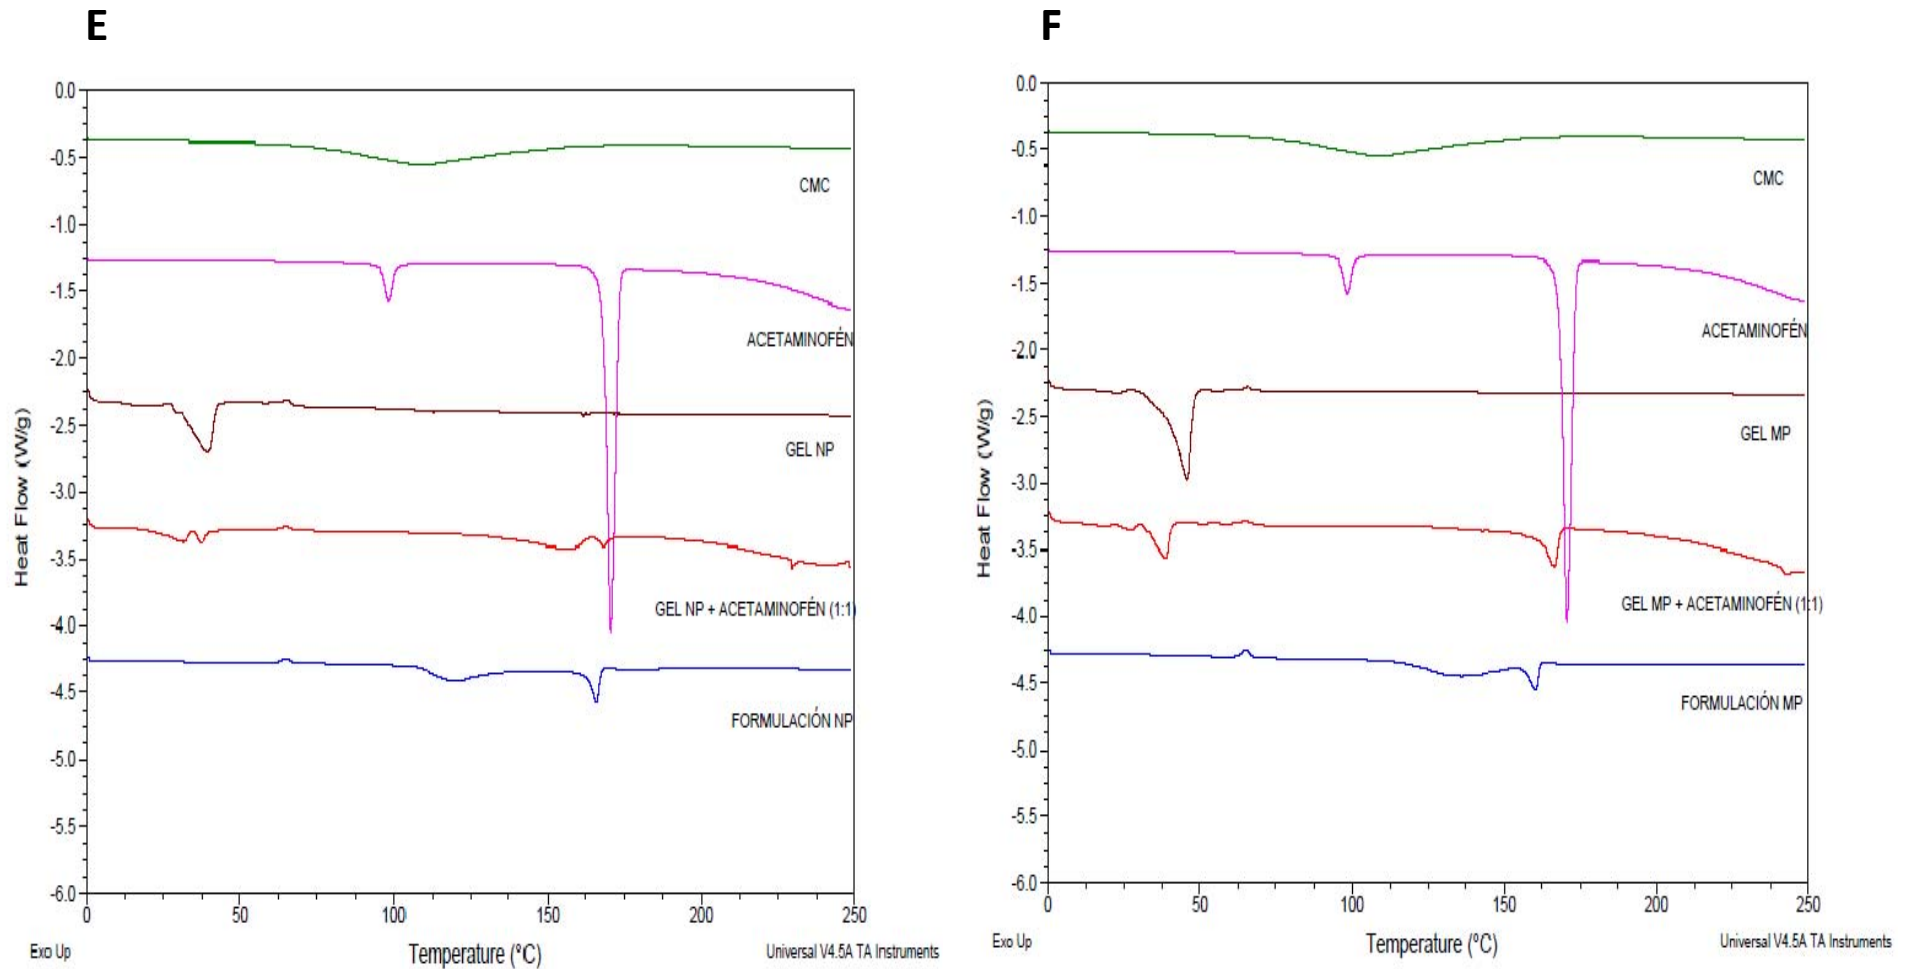 E
0.0
-0.5
-1.0
-1.5
-2.0
-2.5
-3.0
-3.5
-4.0
-4.5
-5.0
-5.5
-6.0
Heat Flow (W/g)
CMC
ACETAMINOFÉN
GEL NP
GEL NP + ACETAMINOFÉN (1:1)
FORMULACIÓN NP
0 50 100 150 200 250
Exo Up
Temperature (ºC)
Universal V4.5A TA Instruments
F
0.0
-0.5
-1.0
-1.5
-2.0
-2.5
-3.0
-3.5
-4.0
-4.5
-5.0
-5.5
-6.0
Heat Flow (W/g)
CMC
ACETAMINOFÉN
GEL MP
GEL MP + ACETAMINOFÉN (1:1)
FORMULACIÓN MP
0 50 100 150 200 250
Exo Up
Temperature (ºC)
Universal V4.5A TA Instruments